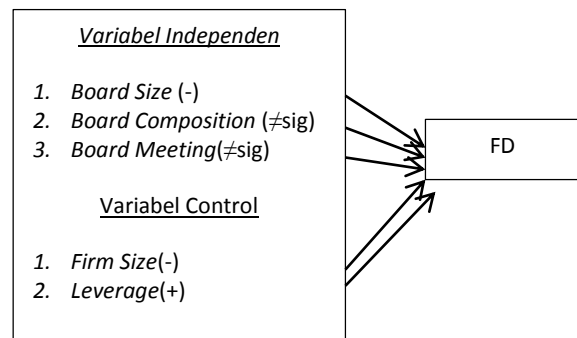 Variabel Independen
1. Board Size (-)
2. Board Composition (≠sig)
3. Board Meeting(≠sig)
FD
Variabel Control
1. Firm Size(-)
2. Leverage(+)